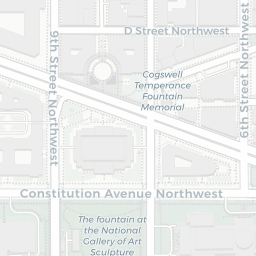 D Street Northwest
9th Street Northwest
6th Street Northwest
Cogswell
Temperance
Fountain
Memorial
Constitution Avenue Northwest
The fountain at
the National
Gallery of Art
Sculpture